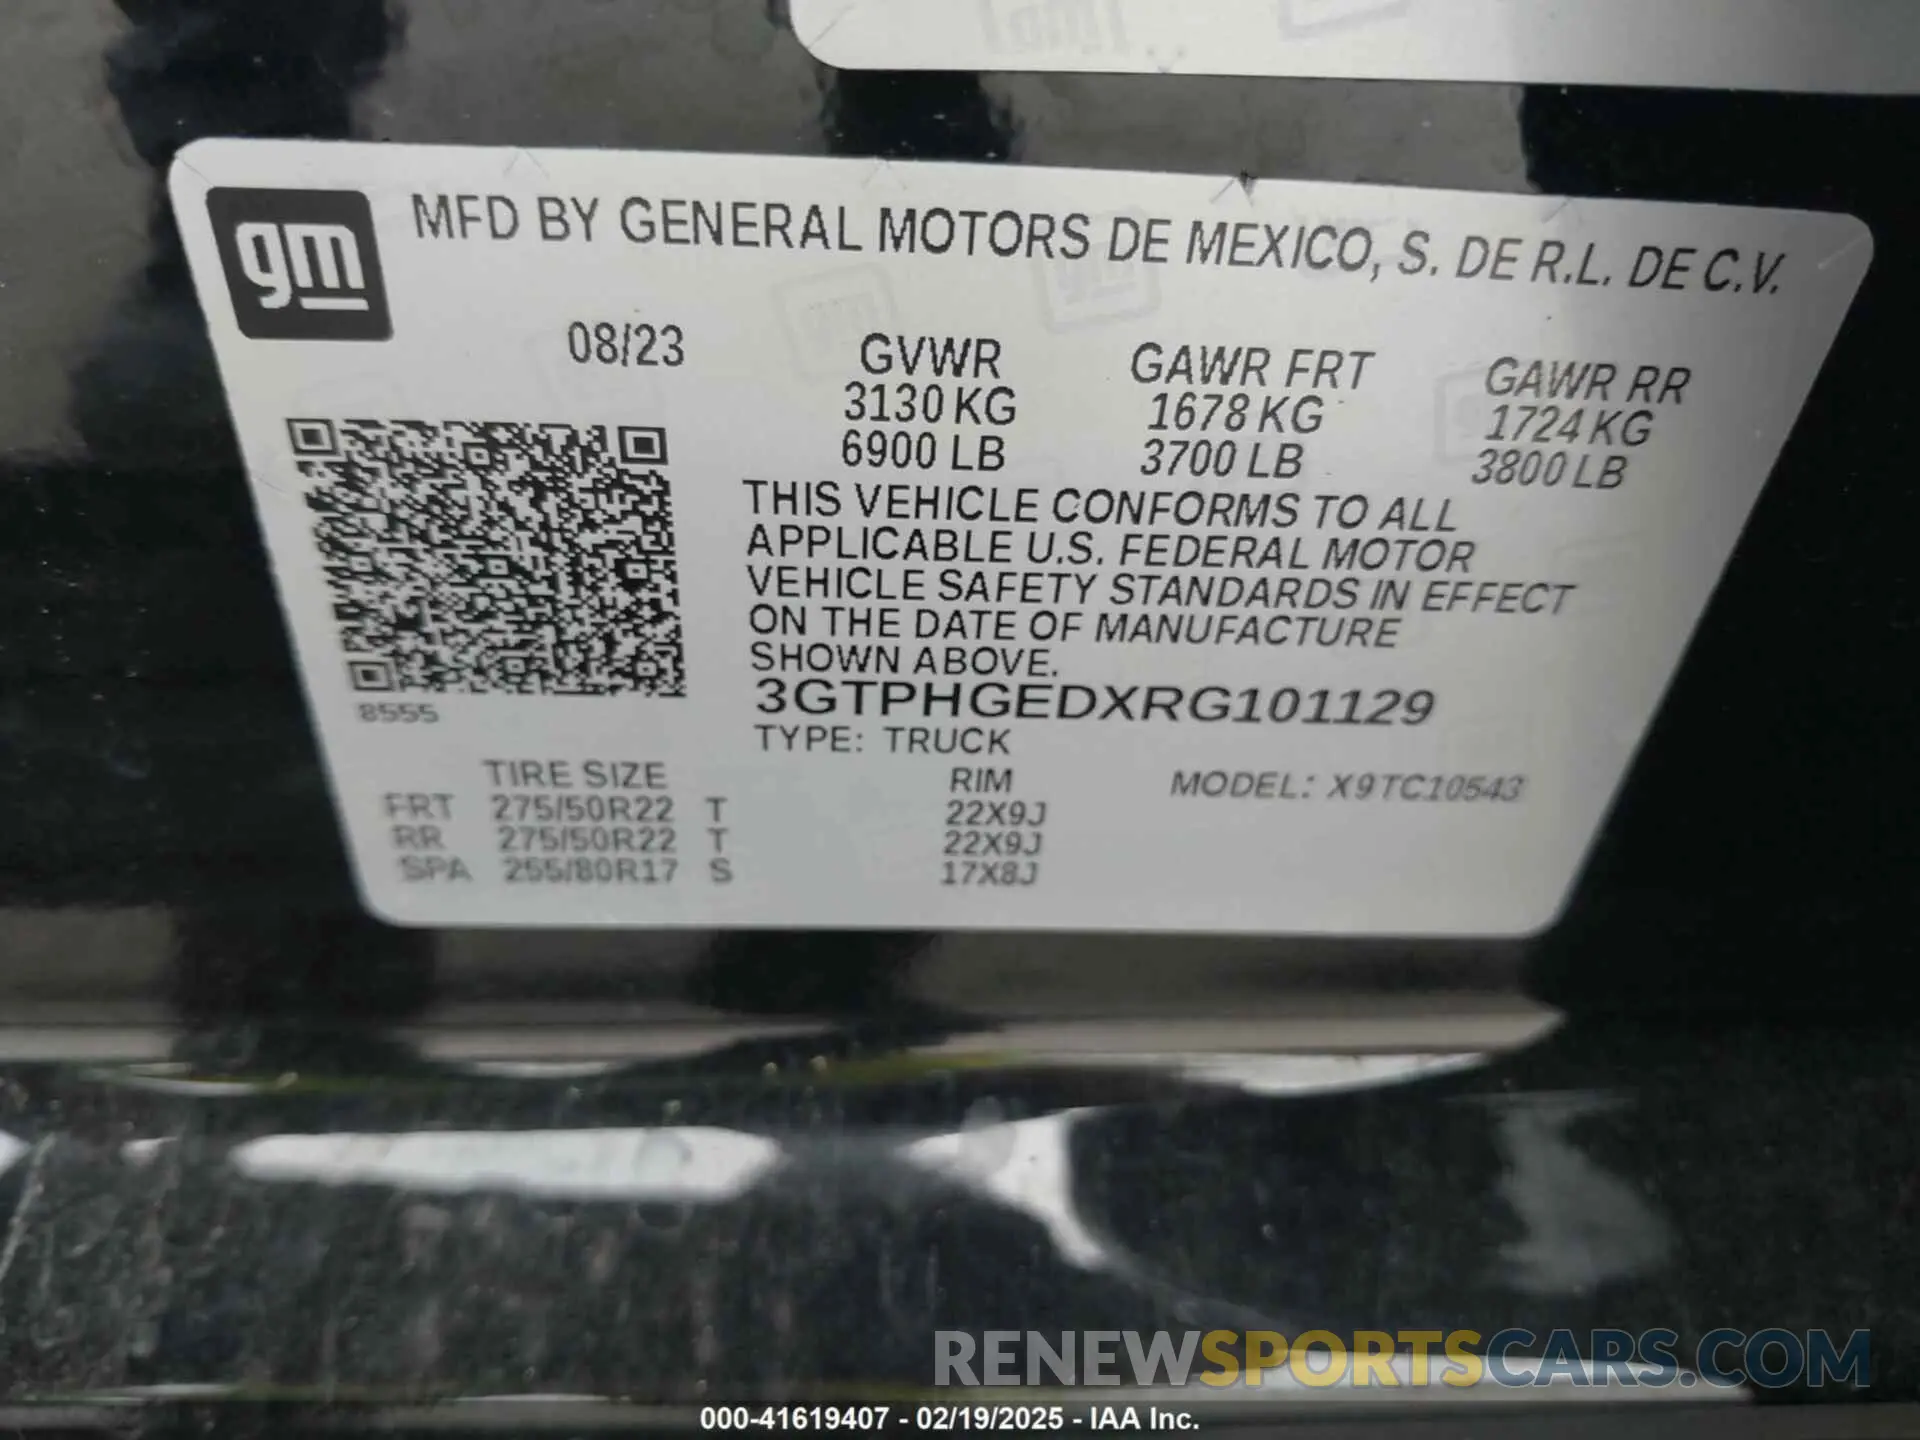 gm
MFD BY GENERAL MOTORS DE MEXICO, S. DE R.L. DE C.V.
08/23 GVWR GAWR FRT GAWR RR
3130 KG 1678 KG 1724 KG
6900 LB 3700 LB 3800 LB
THIS VEHICLE CONFORMS TO ALL
APPLICABLE U.S. FEDERAL MOTOR
VEHICLE SAFETY STANDARDS IN EFFECT
ON THE DATE OF MANUFACTURE
SHOWN ABOVE.
3GTPHGEDXRG101129
8555
TYPE: TRUCK
TIRE SIZE RIM MODEL: X9TC10543
FRT 275/50R22 T 22X9J
RR 275/50R22 T 22X9J
SPA 255/80R17 S 17X8J
RENEWSPORTSCARS.COM
000-41619407 - 02/19/2025 - IAA Inc.